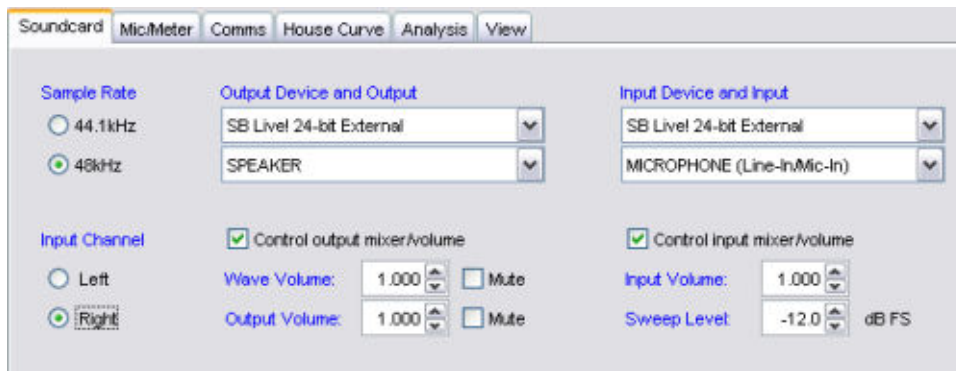 Soundcard Mic/Meter Comms House Curve Analysis View
Sample Rate Output Device and Output Input Device and Input
44.1kHz SB Live! 24-bit External SB Live! 24-bit External
48kHz SPEAKER MICROPHONE (Line-In/Mic-In)
Input Channel Control output mixer/volume Control input mixer/volume
Left Wave Volume: 1.000 Mute Input Volume: 1.000
Right Output Volume: 1.000 Mute Sweep Level: -12.0 dB FS